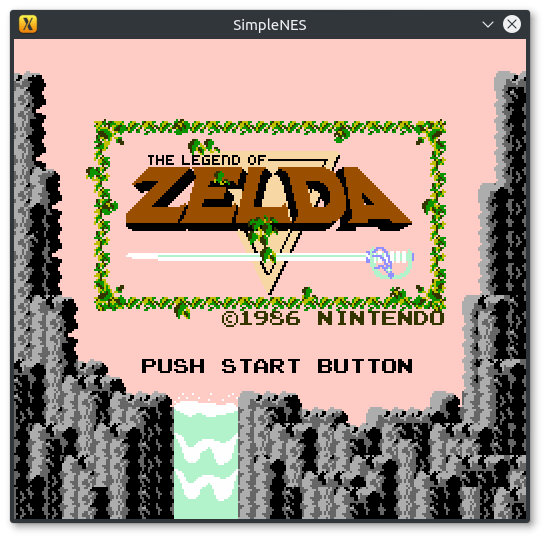 SimpleNES
THE LEGEND OF
ZELDA
©1986 NINTENDO
PUSH START BUTTON